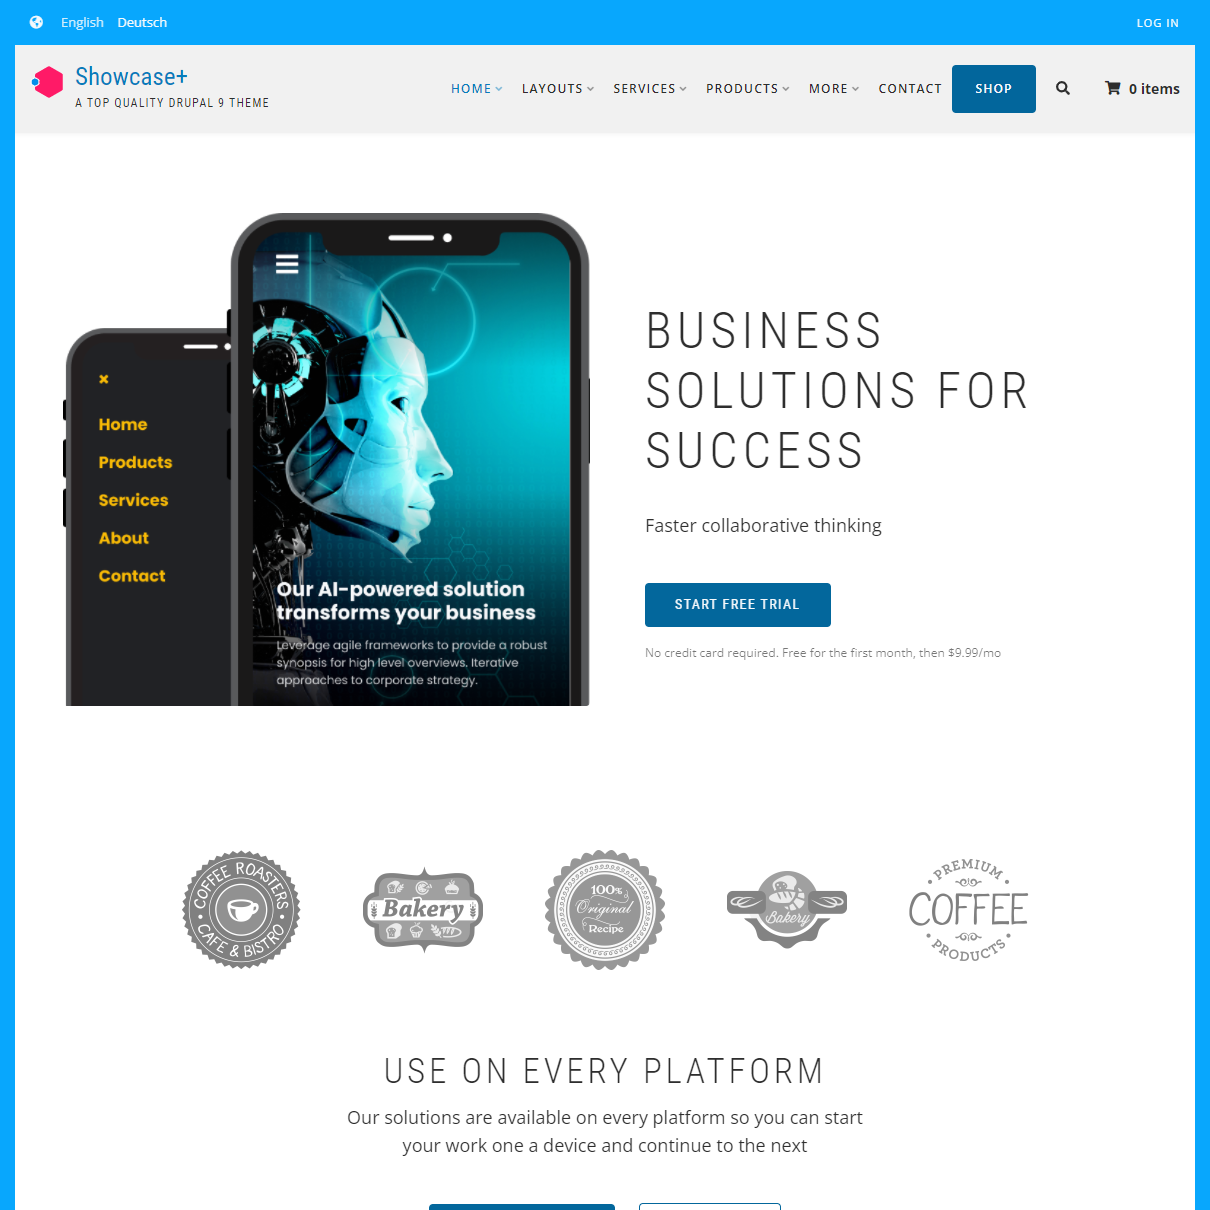 English Deutsch
LOG IN
Showcase+
A TOP QUALITY DRUPAL 9 THEME
HOME LAYOUTS SERVICES PRODUCTS MORE CONTACT SHOP 0 items
Home
Products
Services
About
Contact
Our AI-powered solution
transforms your business
Leverage agile frameworks to provide a robust
synopsis for high level overviews. Iterative
approaches to corporate strategy.
BUSINESS
SOLUTIONS FOR
SUCCESS
Faster collaborative thinking
START FREE TRIAL
No credit card required. Free for the first month, then $9.99/mo
COFFEE ROASTERS
CAFE & BISTRO
Bakery
100%
Original
Recipe
Bakery
PREMIUM
COFFEE
PRODUCTS
USE ON EVERY PLATFORM
Our solutions are available on every platform so you can start
your work one a device and continue to the next